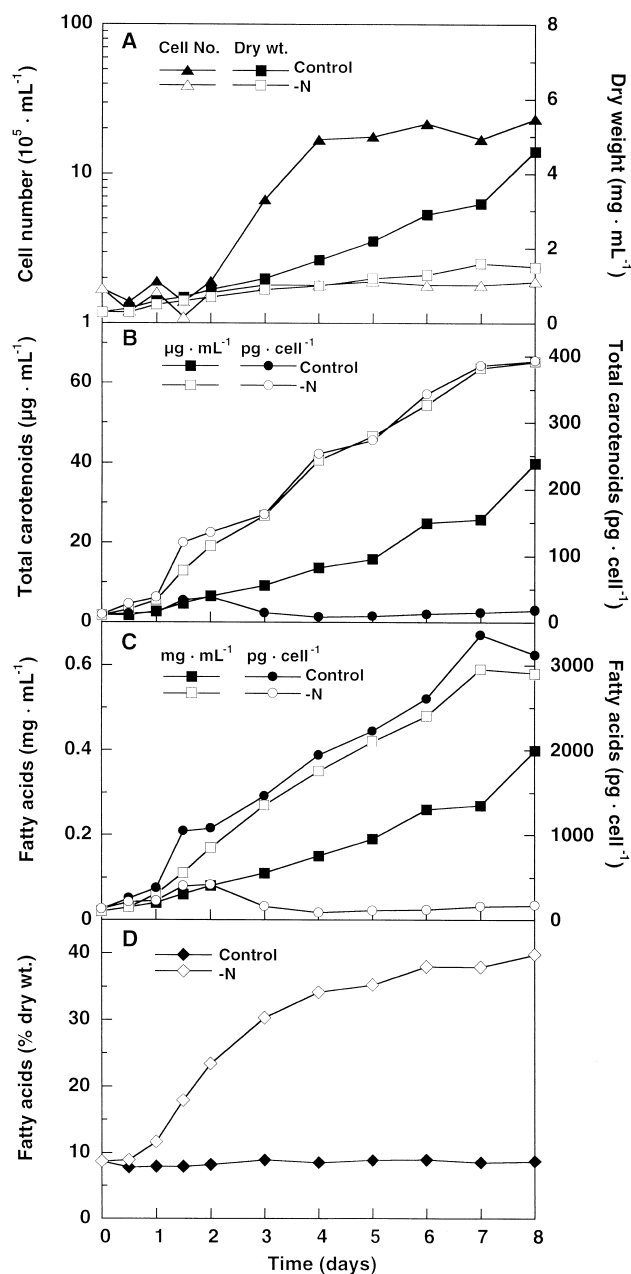 A
Cell No. Dry wt.
Control
-N
100
10
1
Cell number (10⁵ · mL⁻¹)
8
6
4
2
0
Dry weight (mg · mL⁻¹)
B
µg · mL⁻¹ pg · cell⁻¹
Control
-N
60
40
20
0
Total carotenoids (µg · mL⁻¹)
400
300
200
100
0
Total carotenoids
(pg · cell⁻¹)
C
mg · mL⁻¹ pg · cell⁻¹
Control
-N
0.6
0.4
0.2
0
Fatty acids (mg · mL⁻¹)
3000
2000
1000
0
Fatty acids
(pg · cell⁻¹)
D
Control
-N
40
30
20
10
0
Fatty acids (% dry wt.)
0 1 2 3 4 5 6 7 8
Time (days)